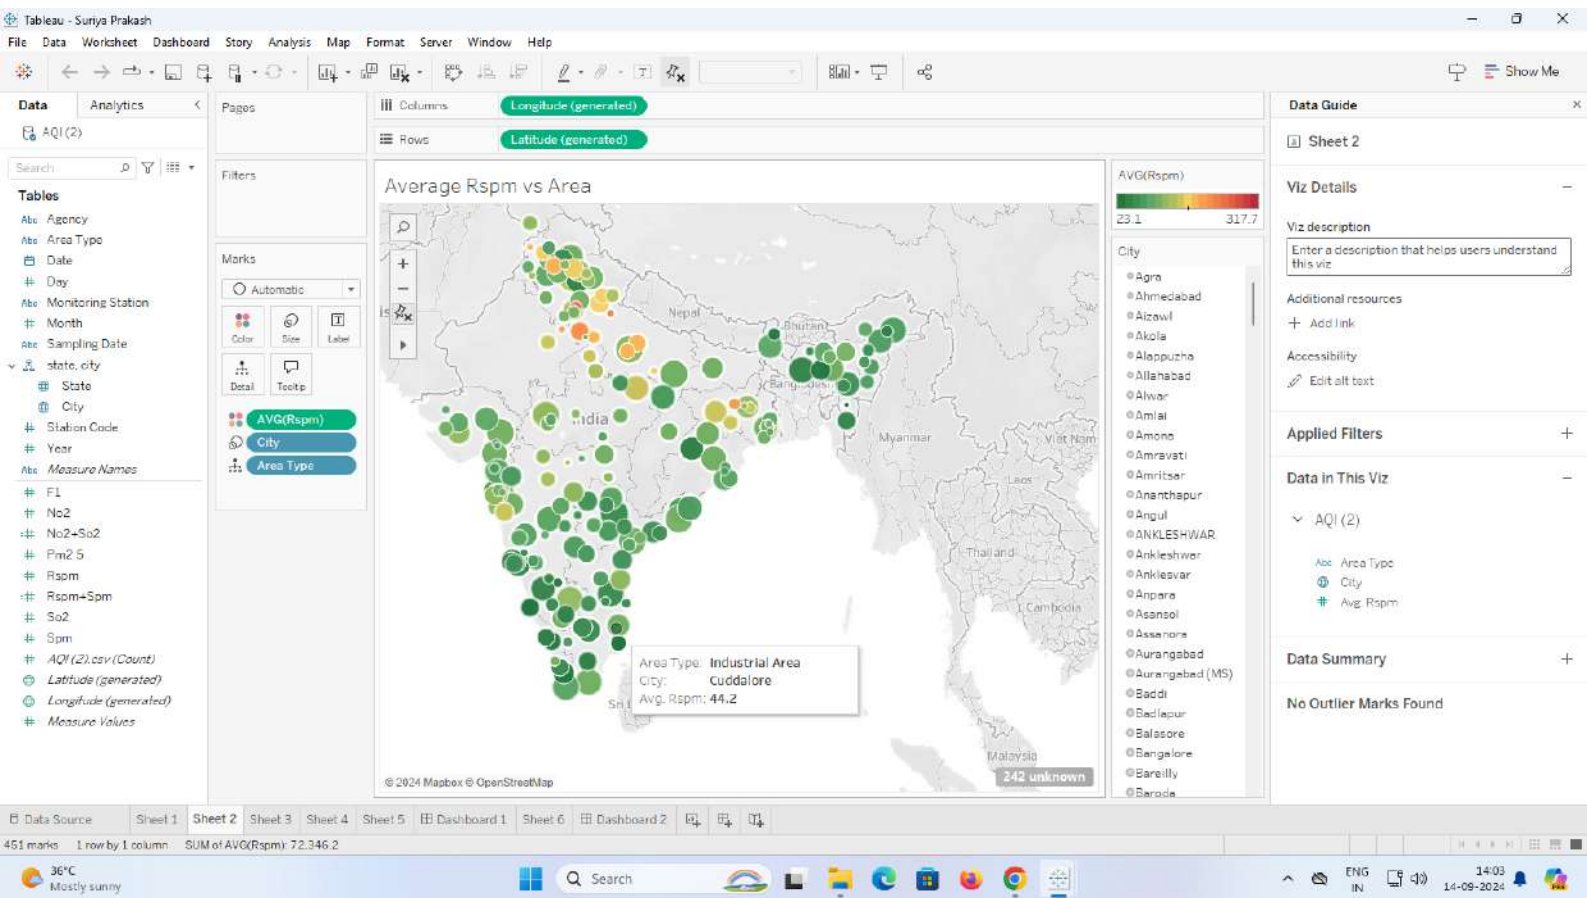 Tableau - Suriya Prakash
File Data Worksheet Dashboard Story Analysis Map Format Server Window Help
Show Me
Data Analytics
AQI (2)
Search
Tables
Abc Agency
Abc Area Type
Date
# Day
Abc Monitoring Station
# Month
Abc Sampling Date
state, city
State
City
# Station Code
# Year
Abc Measure Names
# F1
# No2
# No2+So2
# Pm2 5
# Rspm
# Rspm+Spm
# So2
# Spm
# AQI (2).csv (Count)
Latitude (generated)
Longitude (generated)
# Measure Values
Pages
Filters
Marks
Automatic
Color Size Label
Detail Tooltip
AVG(Rspm)
City
Area Type
Columns Longitude (generated)
Rows Latitude (generated)
Average Rspm vs Area
Nepal
Bhutan
India
Myanmar
Viet Nam
Laos
Thailand
Cambodia
Malaysia
Area Type: Industrial Area
City: Cuddalore
Avg. Rspm: 44.2
© 2024 Mapbox © OpenStreetMap
242 unknown
AVG(Rspm)
23.1 317.7
City
Agra
Ahmedabad
Aizawl
Akola
Alappuzha
Allahabad
Alwar
Amlai
Amona
Amravati
Amritsar
Ananthapur
Angul
ANKLESHWAR
Ankleshwar
Anklesvar
Anpara
Asansol
Assanora
Aurangabad
Aurangabad (MS)
Baddi
Badlapur
Balasore
Bangalore
Bareilly
Baroda
Data Guide
Sheet 2
Viz Details
Viz description
Enter a description that helps users understand
this viz
Additional resources
+ Add link
Accessibility
Edit alt text
Applied Filters
Data in This Viz
AQI (2)
Abc Area Type
City
# Avg. Rspm
Data Summary
No Outlier Marks Found
Data Source Sheet 1 Sheet 2 Sheet 3 Sheet 4 Sheet 5 Dashboard 1 Sheet 6 Dashboard 2
451 marks 1 row by 1 column SUM of AVG(Rspm): 72,346.2
36°C
Mostly sunny
Search
ENG
IN
14:03
14-09-2024